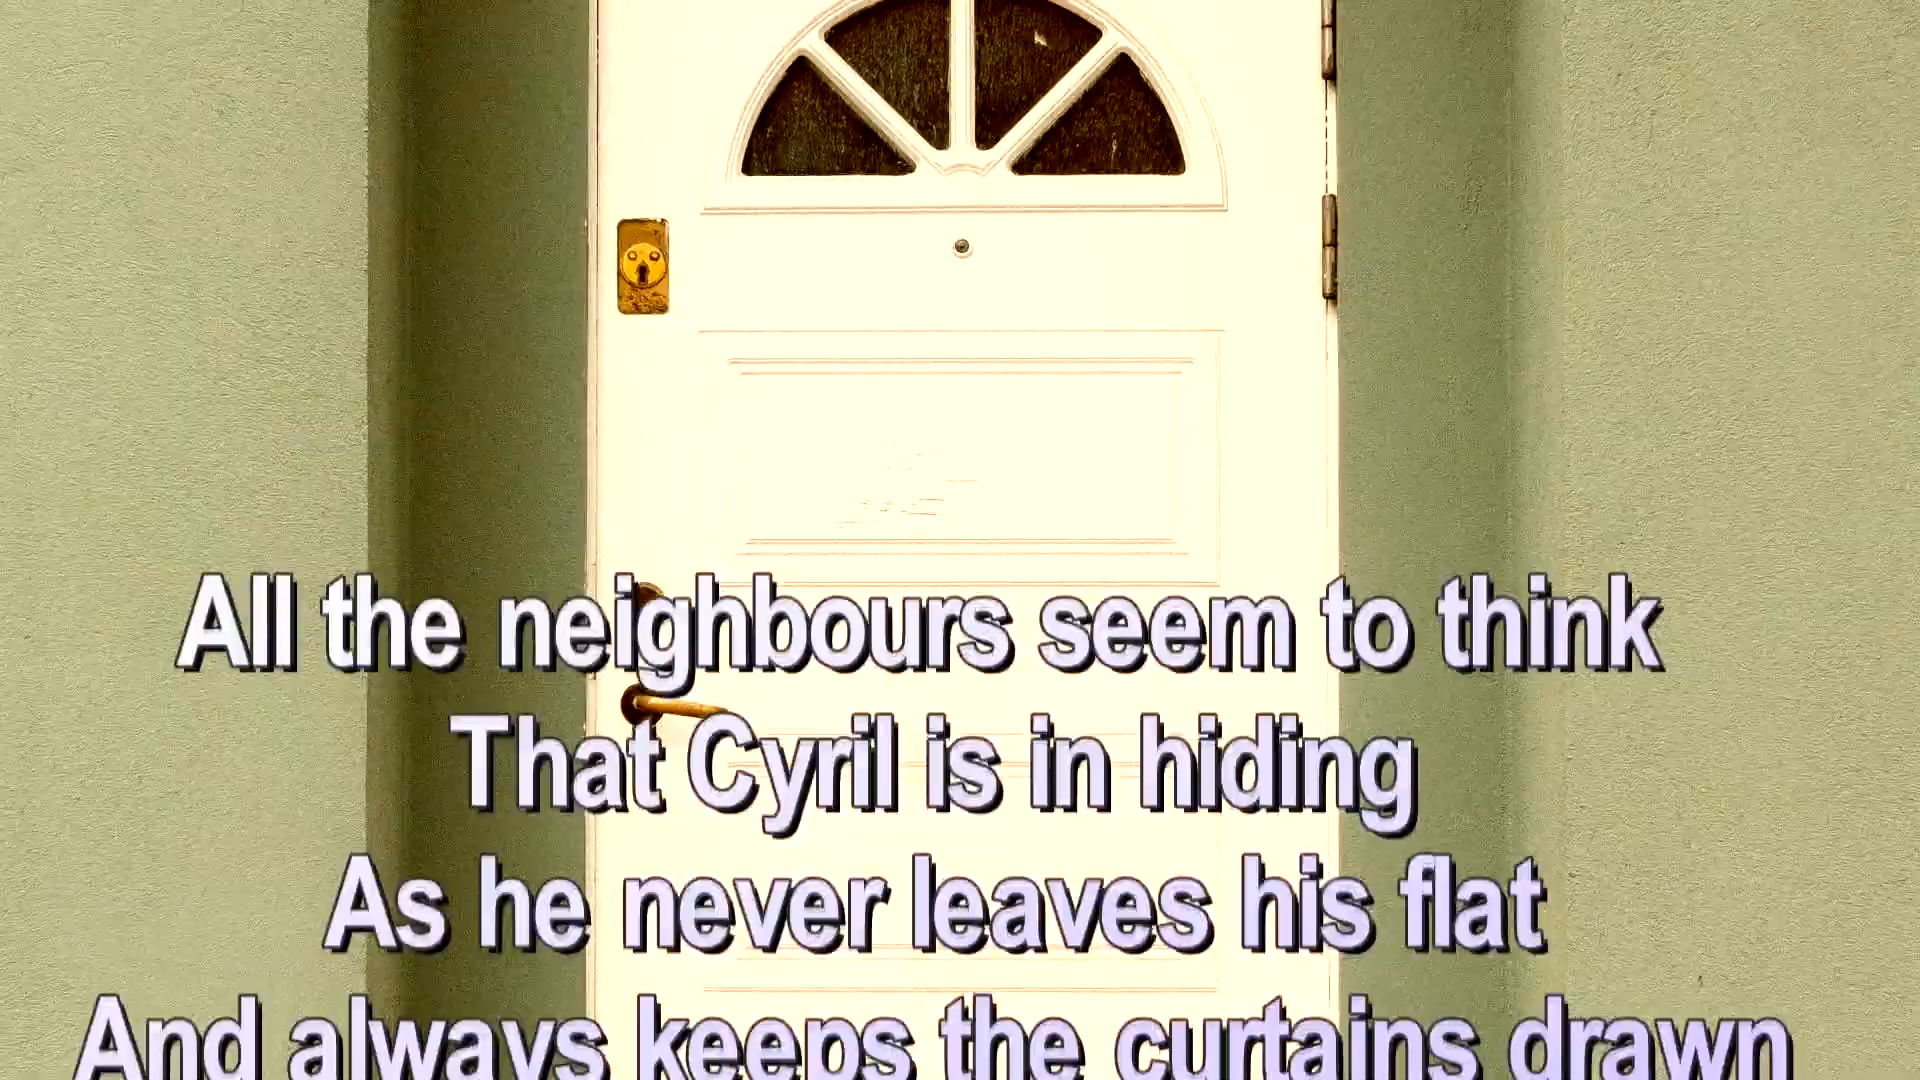 All the neighbours seem to think
That Cyril is in hiding
As he never leaves his flat
And always keeps the curtains drawn